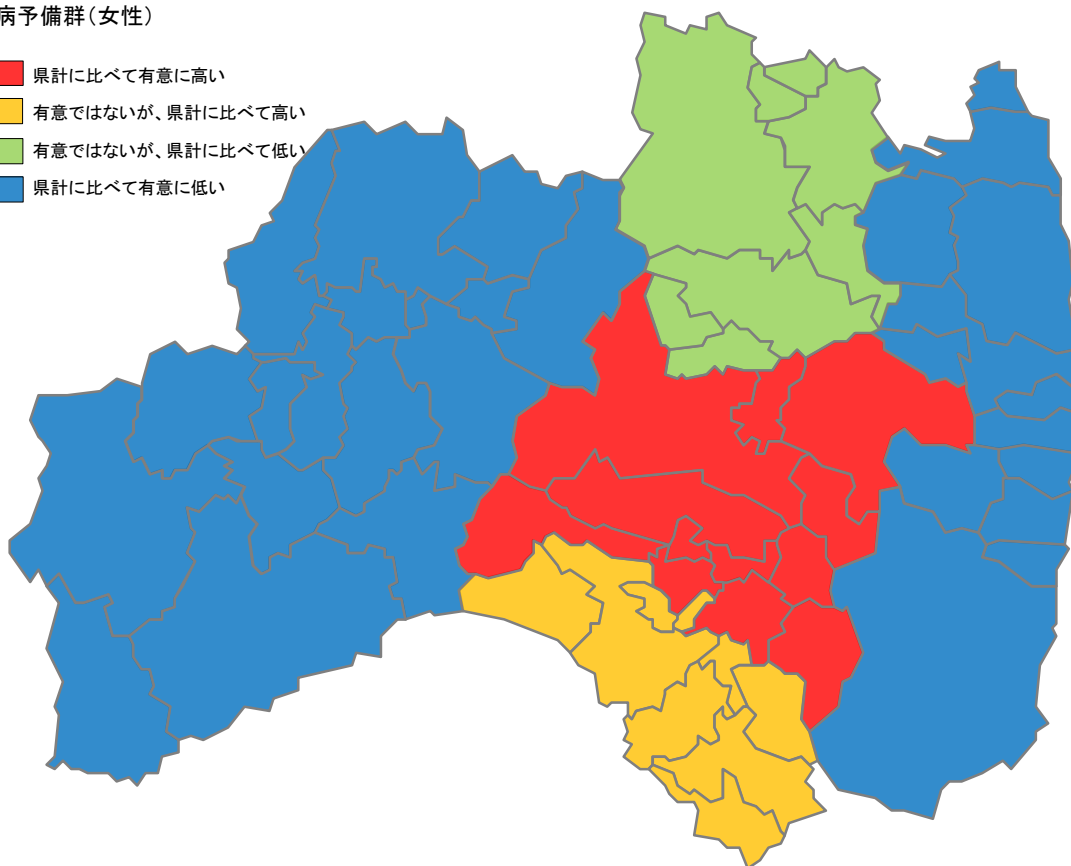 病予備群（女性）
県計に比べて有意に高い
有意ではないが、県計に比べて高い
有意ではないが、県計に比べて低い
県計に比べて有意に低い